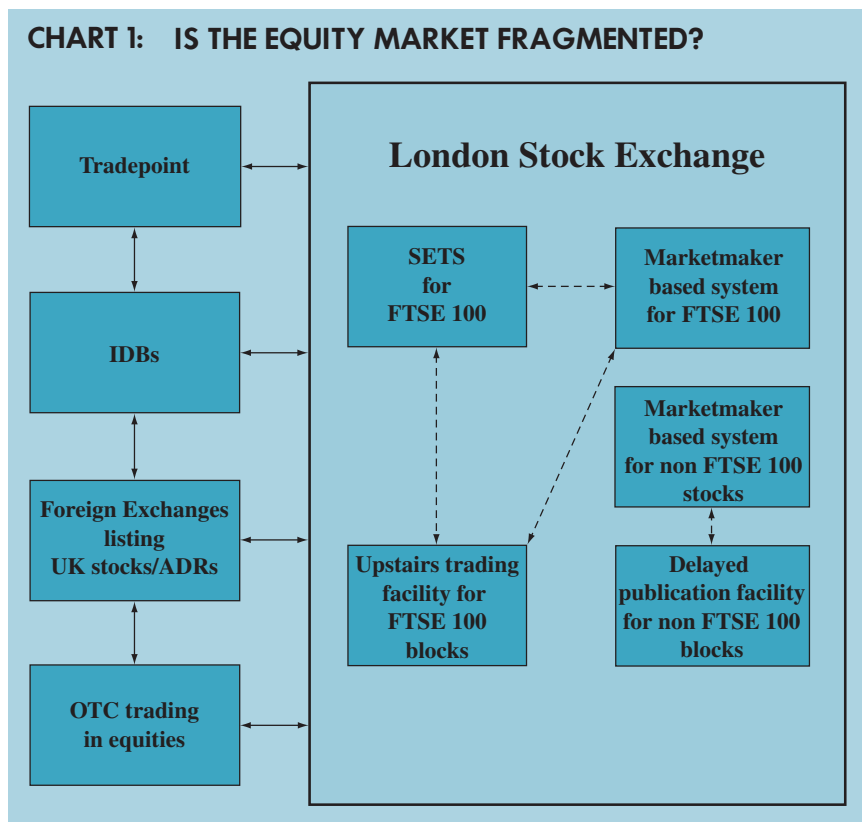 CHART 1: IS THE EQUITY MARKET FRAGMENTED?
Tradepoint
IDBs
Foreign Exchanges
listing
UK stocks/ADRs
OTC trading
in equities
London Stock Exchange
SETS
for
FTSE 100
Marketmaker
based system
for FTSE 100
Marketmaker
based system
for non FTSE 100
stocks
Upstairs trading
facility for
FTSE 100
blocks
Delayed
publication facility
for non FTSE 100
blocks